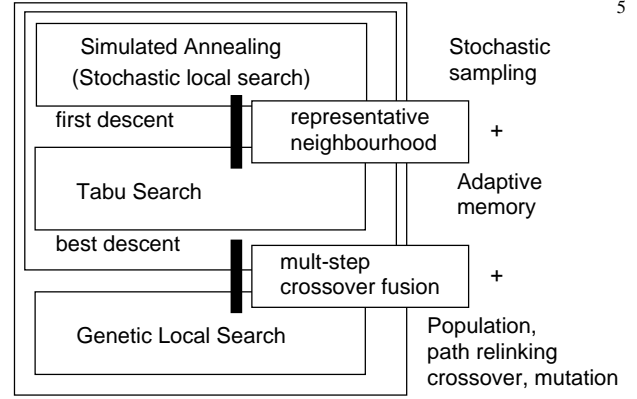 5
Simulated Annealing
(Stochastic local search)
Stochastic
sampling
first descent
representative
neighbourhood
+
Tabu Search
Adaptive
memory
best descent
mult-step
crossover fusion
+
Genetic Local Search
Population,
path relinking
crossover, mutation